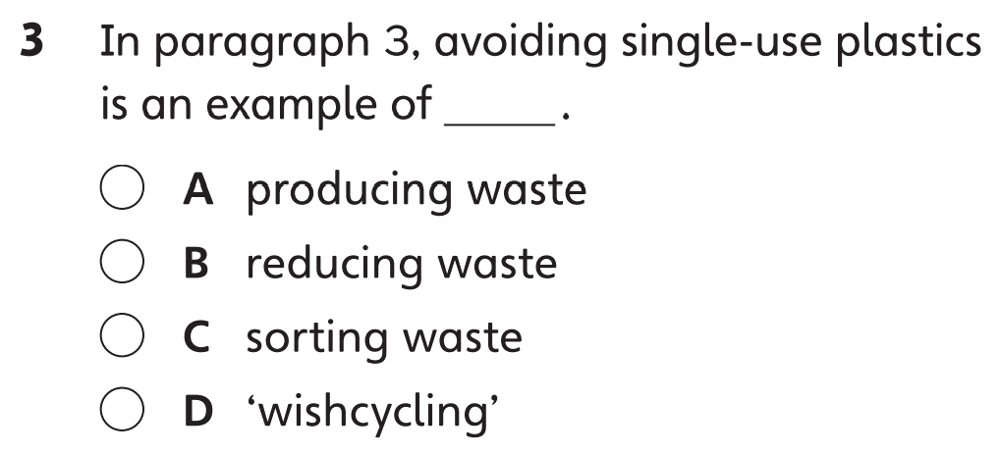 3 In paragraph 3, avoiding single-use plastics
is an example of _____.
A producing waste
B reducing waste
C sorting waste
D ‘wishcycling’